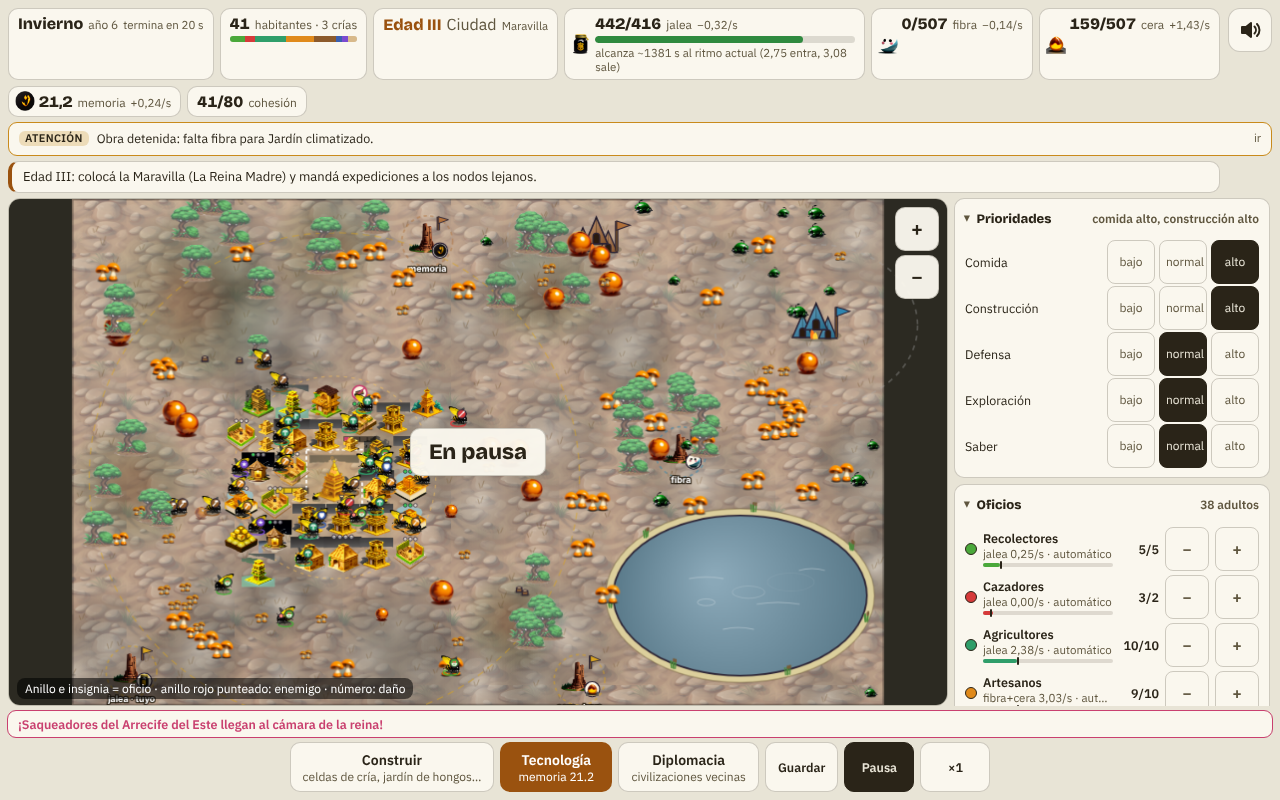 Invierno año 6 termina en 20 s
41 habitantes · 3 crías
Edad III Ciudad Maravilla
442/416 jalea −0,32/s
alcanza ~1381 s al ritmo actual (2,75 entra, 3,08 sale)
0/507 fibra −0,14/s
159/507 cera +1,43/s
21,2 memoria +0,24/s
41/80 cohesión
ATENCIÓN Obra detenida: falta fibra para Jardín climatizado. ir
Edad III: colocá la Maravilla (La Reina Madre) y mandá expediciones a los nodos lejanos.
memoria
fibra
+
−
En pausa
Anillo e insignia = oficio · anillo rojo punteado: enemigo · número: daño
▼ Prioridades comida alto, construcción alto
Comida bajo normal alto
Construcción bajo normal alto
Defensa bajo normal alto
Exploración bajo normal alto
Saber bajo normal alto
▼ Oficios 38 adultos
Recolectores
jalea 0,25/s · automático 5/5 − +
Cazadores
jalea 0,00/s · automático 3/2 − +
Agricultores
jalea 2,38/s · automático 10/10 − +
Artesanos
fibra+cera 3,03/s · aut... 9/10 − +
¡Saqueadores del Arrecife del Este llegan al cámara de la reina!
Construir
celdas de cría, jardín de hongos...
Tecnología
memoria 21.2
Diplomacia
civilizaciones vecinas
Guardar
Pausa
×1